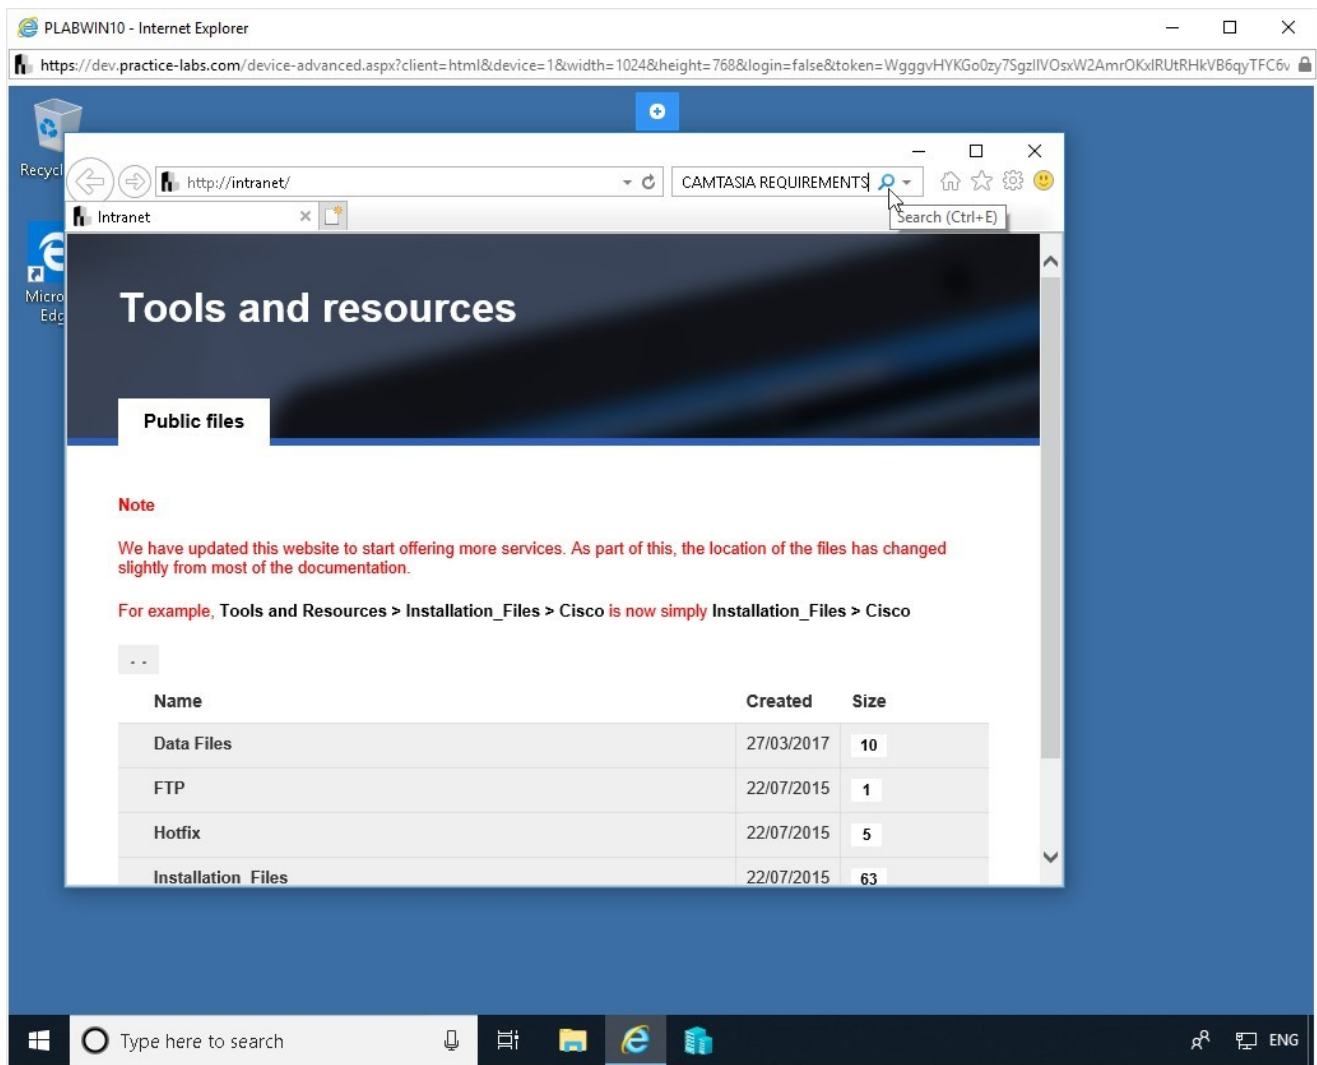 PLABWIN10 - Internet Explorer
https://dev.practice-labs.com/device-advanced.aspx?client=html&device=1&width=1024&height=768&login=false&token=
http://intranet/
CAMTASIA REQUIREMENTS
Intranet
Search (Ctrl+E)
Recycl
Micro
Edg
Tools and resources
Public files
Note
We have updated this website to start offering more services. As part of this, the location of the files has changed
slightly from most of the documentation.
For example, Tools and Resources > Installation_Files > Cisco is now simply Installation_Files > Cisco
. .
Name Created Size
Data Files 27/03/2017 10
FTP 22/07/2015 1
Hotfix 22/07/2015 5
Installation_Files 22/07/2015 63
Type here to search
ENG